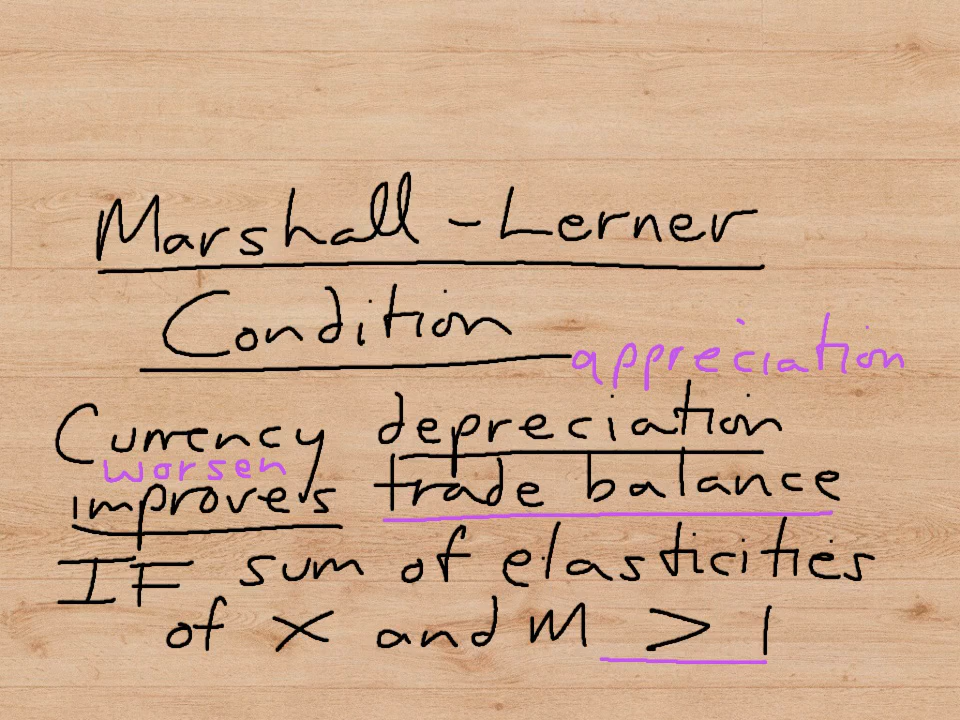 Marshall-Lerner
Condition
appreciation
Currency depreciation
worsen
improves trade balance
IF sum of elasticities
of X and M > 1